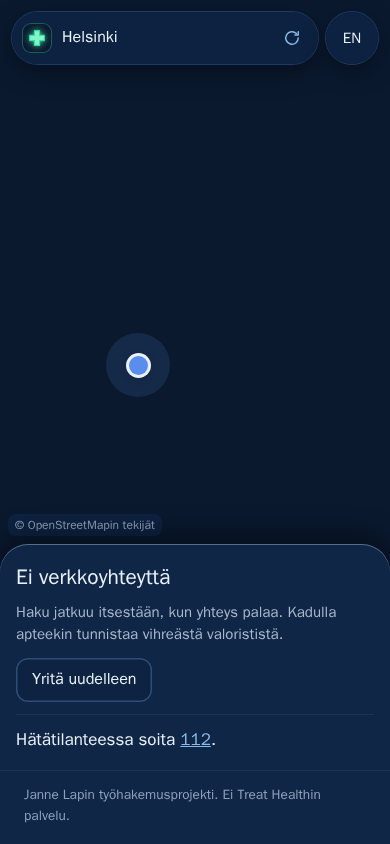 Helsinki
EN
© OpenStreetMapin tekijät
Ei verkkoyhteyttä
Haku jatkuu itsestään, kun yhteys palaa. Kadulla
apteekin tunnistaa vihreästä valorististä.
Yritä uudelleen
Hätätilanteessa soita 112.
Janne Lapin työhakemusprojekti. Ei Treat Healthin
palvelu.